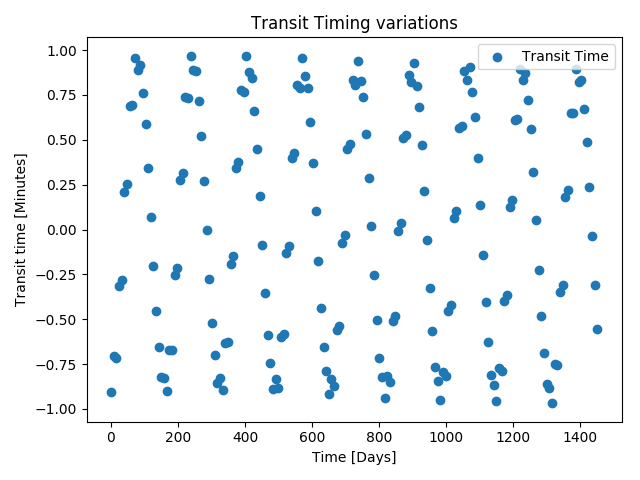 Transit Timing variations
Transit Time
Transit time [Minutes]
1.00
0.75
0.50
0.25
0.00
−0.25
−0.50
−0.75
−1.00
0 200 400 600 800 1000 1200 1400
Time [Days]